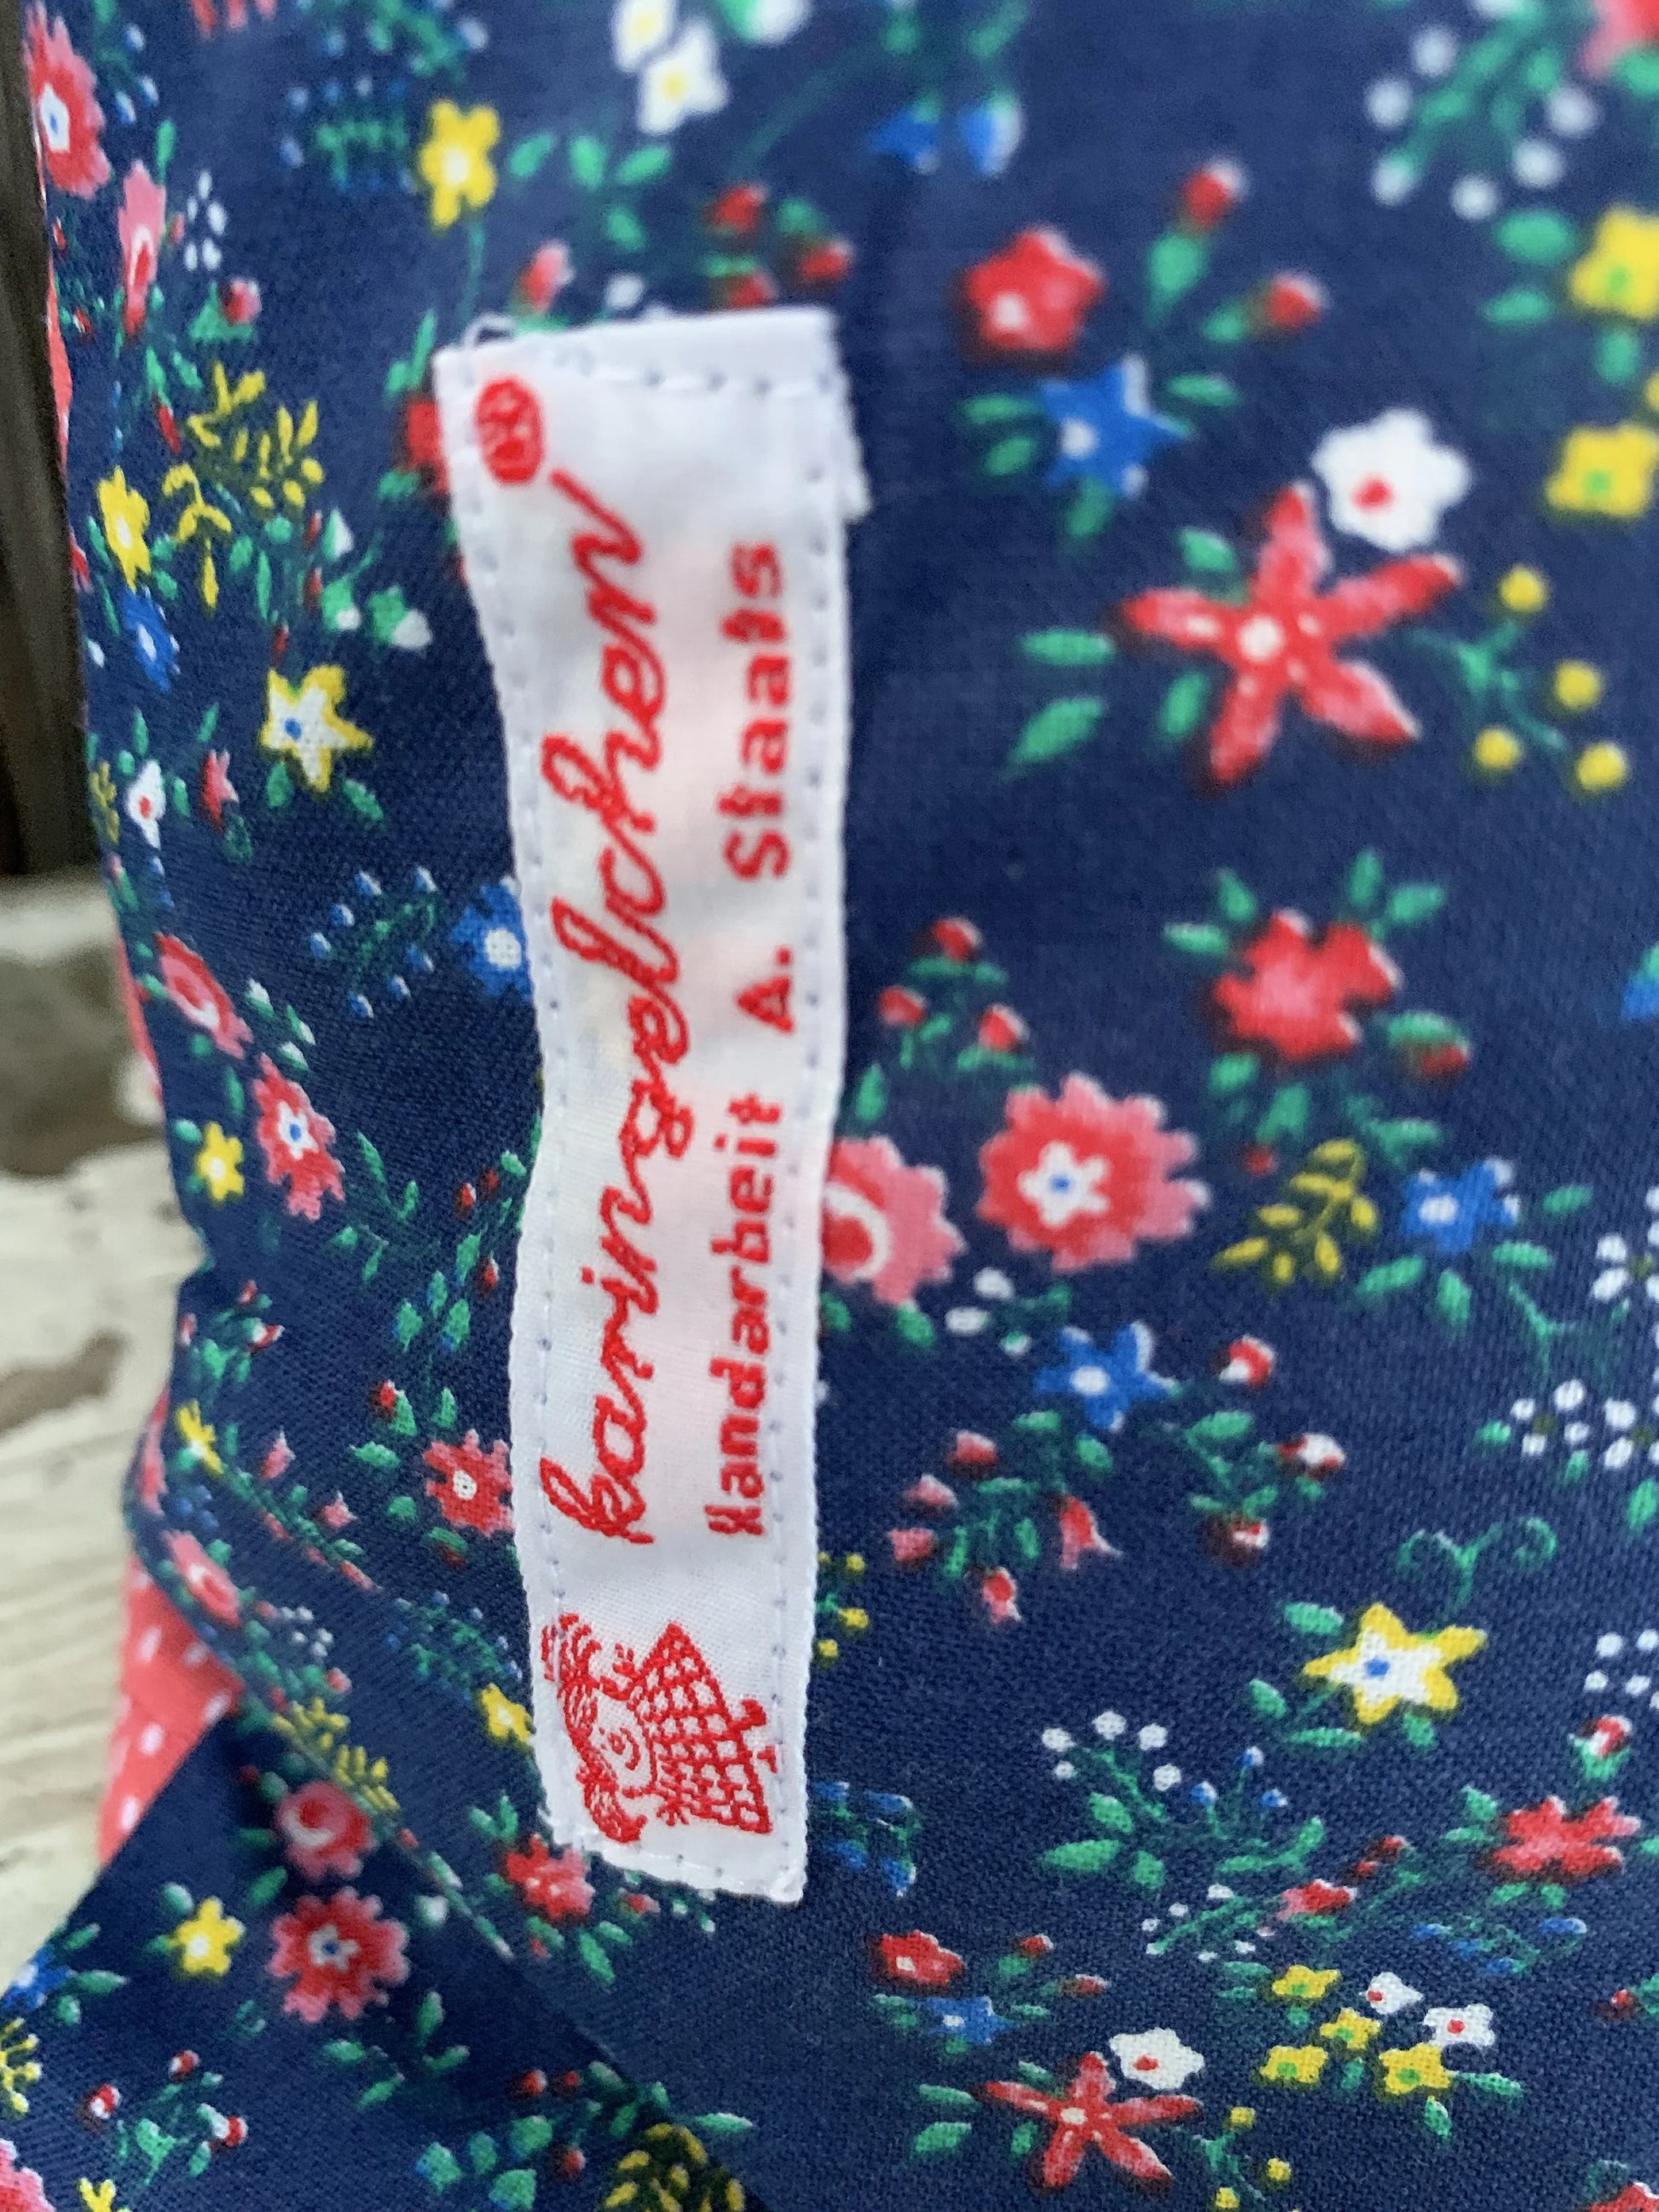 karingelchen ®
Handarbeit A. Staats